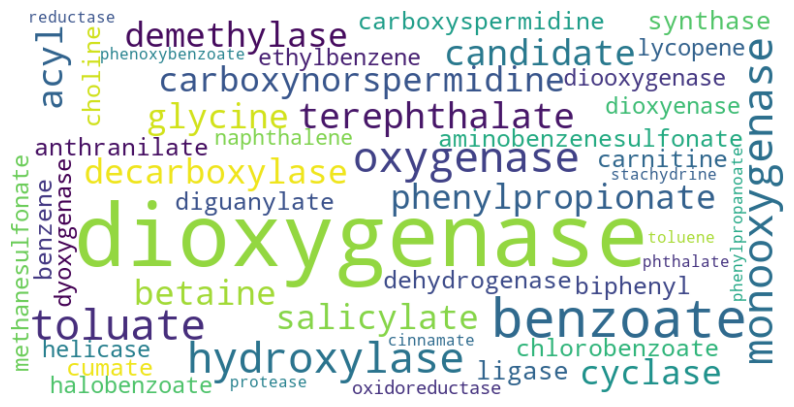 reductase
demethylase
carboxyspermidine
synthase
acyl
choline
phenoxybenzoate
ethylbenzene
candidate
lycopene
monooxygenase
carboxynorspermidine
diooxygenase
glycine
terephthalate
dioxyenase
anthranilate
naphthalene
oxygenase
aminobenzenesulfonate
carnitine
methanesulfonate
benzene
dyoxygenase
decarboxylase
diguanylate
phenylpropionate
stachydrine
phenylpropanoate
dioxygenase
toluene
phthalate
betaine
dehydrogenase
biphenyl
toluate
salicylate
benzoate
helicase
hydroxylase
cinnamate
chlorobenzoate
cumate
ligase
cyclase
halobenzoate
protease
oxidoreductase